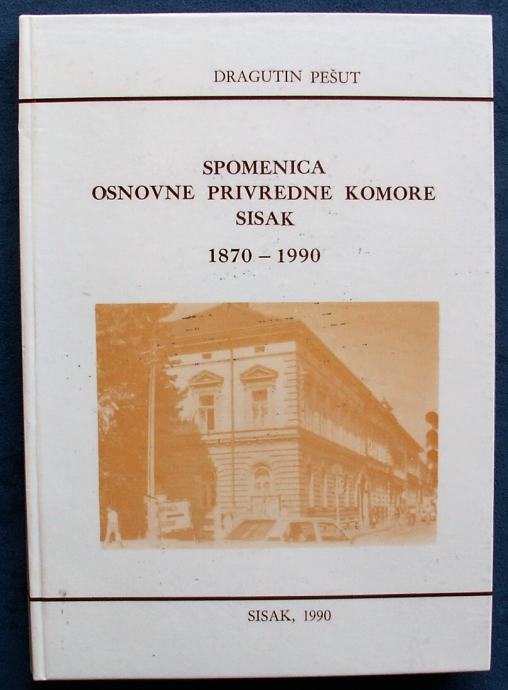 DRAGUTIN PEŠUT
SPOMENICA
OSNOVNE PRIVREDNE KOMORE
SISAK
1870 – 1990
SISAK, 1990